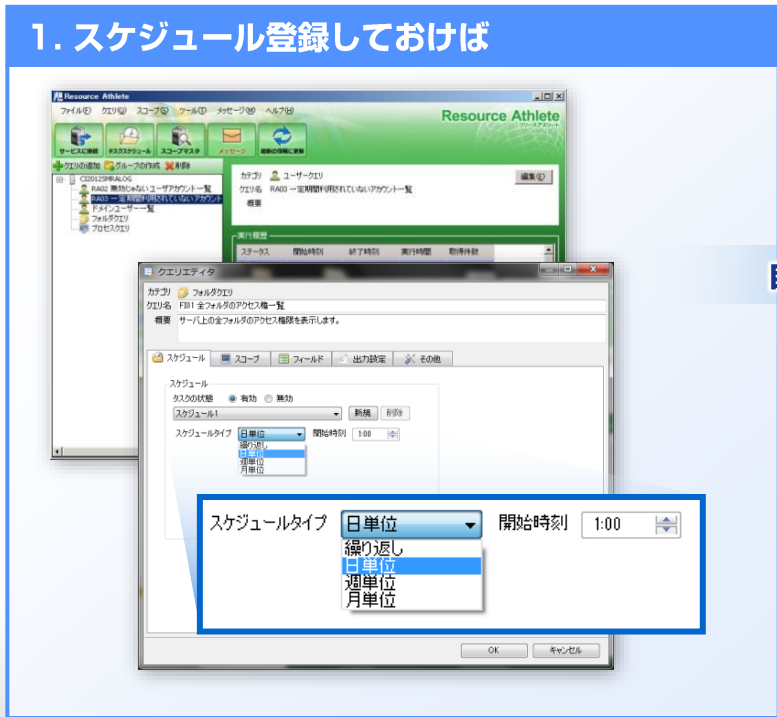 1. スケジュール登録しておけば
Resource Athlete
ファイル(F) クエリ(Q) スコープ(S) ツール(T) メッセージ(M) ヘルプ(H)
Resource Athlete
サービスに接続 タスクスケジュール スコープマスタ メッセージ 最新の情報に更新
クエリの追加 グループの作成 削除
CI20125MRALOG
RA02 無効じゃないユーザアカウント一覧
RA03 一定期間利用されていないアカウント
ドメインユーザー一覧
フォルダクエリ
プロセスクエリ
カテゴリ ユーザークエリ
編集(E)
クエリ名 RA03 一定期間利用されていないアカウント一覧
概要
実行履歴
ステータス 開始時刻 終了時刻 実行時間 取得件数
クエリエディタ
カテゴリ フォルダクエリ
クエリ名 FI01 全フォルダのアクセス権一覧
概要 サーバ上の全フォルダのアクセス権限を表示します。
スケジュール スコープ フィールド 出力設定 その他
スケジュール
タスクの状態 有効 無効
スケジュール1 新規 削除
スケジュールタイプ 日単位 開始時刻 1:00
繰り返し
日単位
週単位
月単位
スケジュールタイプ 日単位 開始時刻 1:00
繰り返し
日単位
週単位
月単位
OK キャンセル